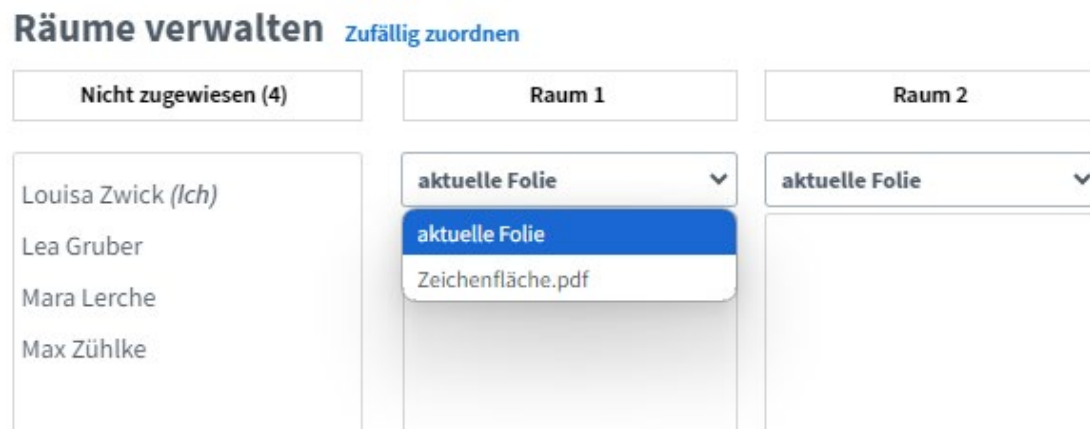 Räume verwalten Zufällig zuordnen
Nicht zugewiesen (4)
Raum 1
Raum 2
Louisa Zwick (Ich)
Lea Gruber
Mara Lerche
Max Zühlke
aktuelle Folie
aktuelle Folie
Zeichenfläche.pdf
aktuelle Folie